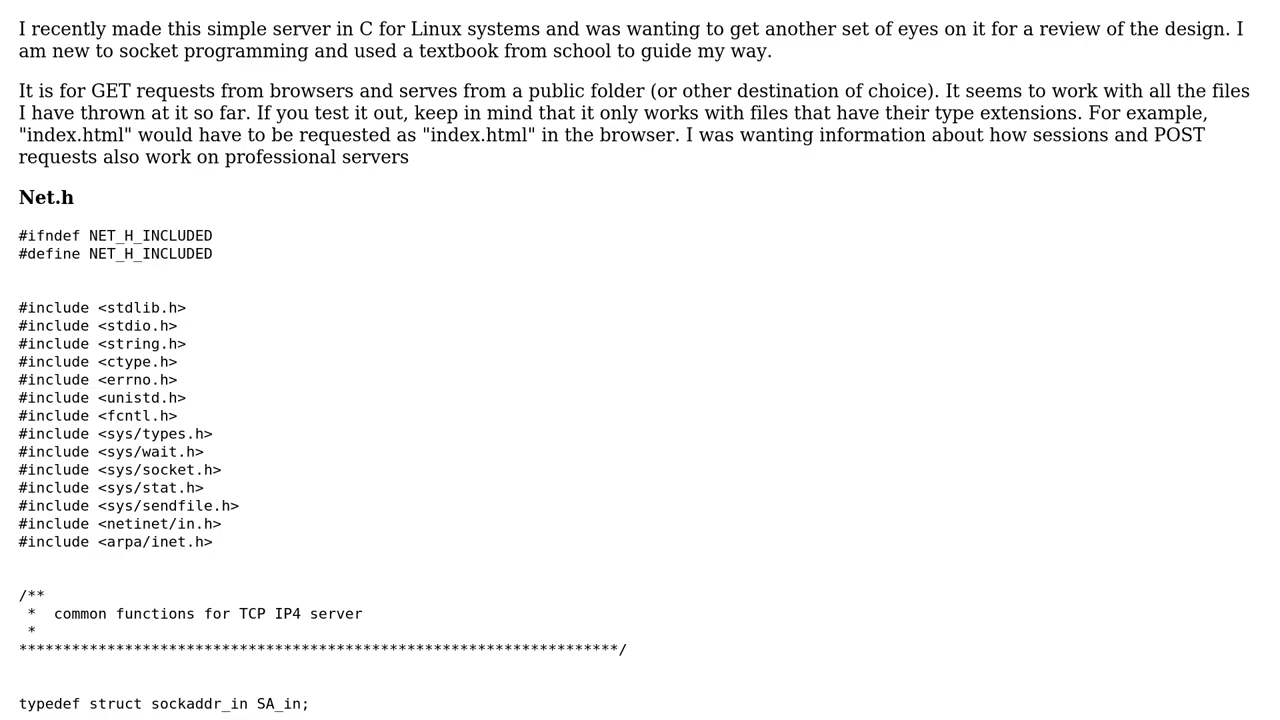 I recently made this simple server in C for Linux systems and was wanting to get another set of eyes on it for a review of the design. I
am new to socket programming and used a textbook from school to guide my way.
It is for GET requests from browsers and serves from a public folder (or other destination of choice). It seems to work with all the files
I have thrown at it so far. If you test it out, keep in mind that it only works with files that have their type extensions. For example,
"index.html" would have to be requested as "index.html" in the browser. I was wanting information about how sessions and POST
requests also work on professional servers
Net.h
#ifndef NET_H_INCLUDED
#define NET_H_INCLUDED
#include <stdlib.h>
#include <stdio.h>
#include <string.h>
#include <ctype.h>
#include <errno.h>
#include <unistd.h>
#include <fcntl.h>
#include <sys/types.h>
#include <sys/wait.h>
#include <sys/socket.h>
#include <sys/stat.h>
#include <sys/sendfile.h>
#include <netinet/in.h>
#include <arpa/inet.h>
/**
 *  common functions for TCP IP4 server
 *
********************************************************************/
typedef struct sockaddr_in SA_in;